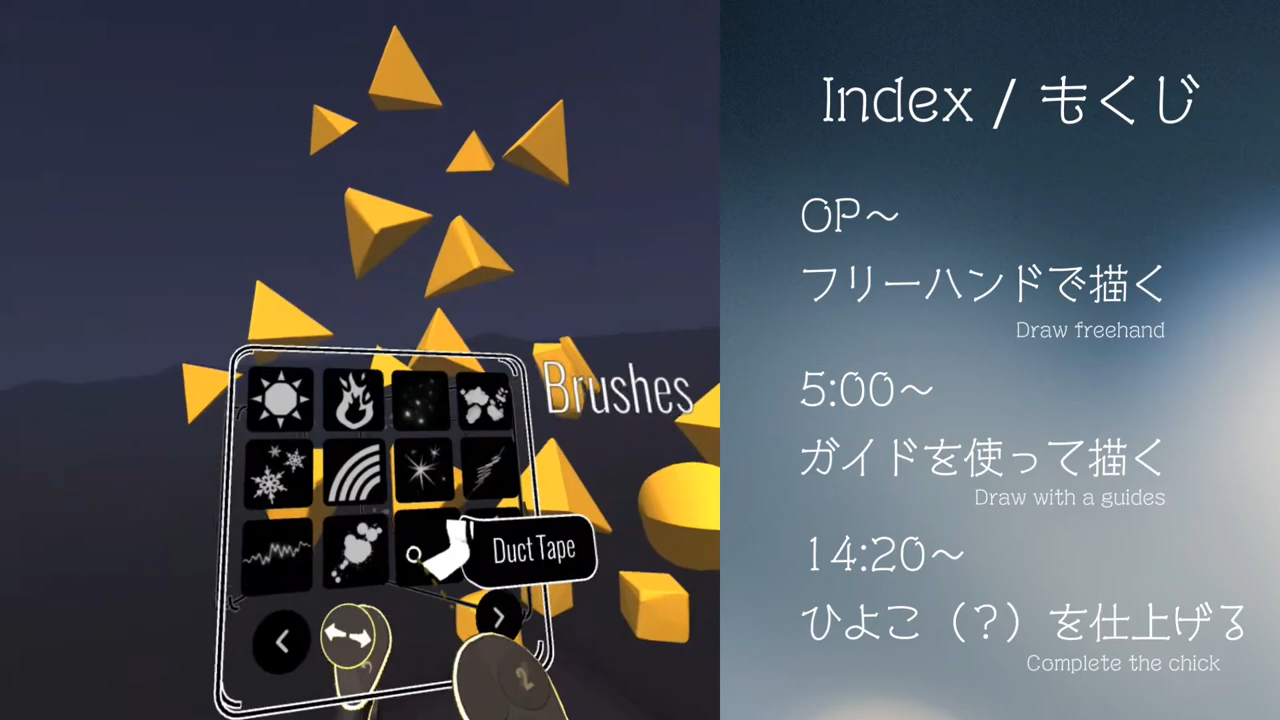 Brushes
Duct Tape
2
Index / もくじ
OP～
フリーハンドで描く
Draw freehand
5:00～
ガイドを使って描く
Draw with a guides
14:20～
ひよこ（？）を仕上げる
Complete the chick